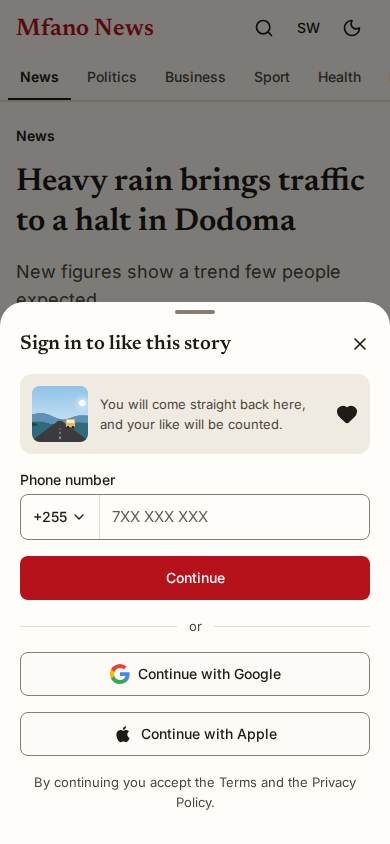 Mfano News
SW
News
Politics
Business
Sport
Health
News
Heavy rain brings traffic
to a halt in Dodoma
New figures show a trend few people
expected
Sign in to like this story
You will come straight back here,
and your like will be counted.
Phone number
+255
7XX XXX XXX
Continue
or
Continue with Google
Continue with Apple
By continuing you accept the Terms and the Privacy
Policy.